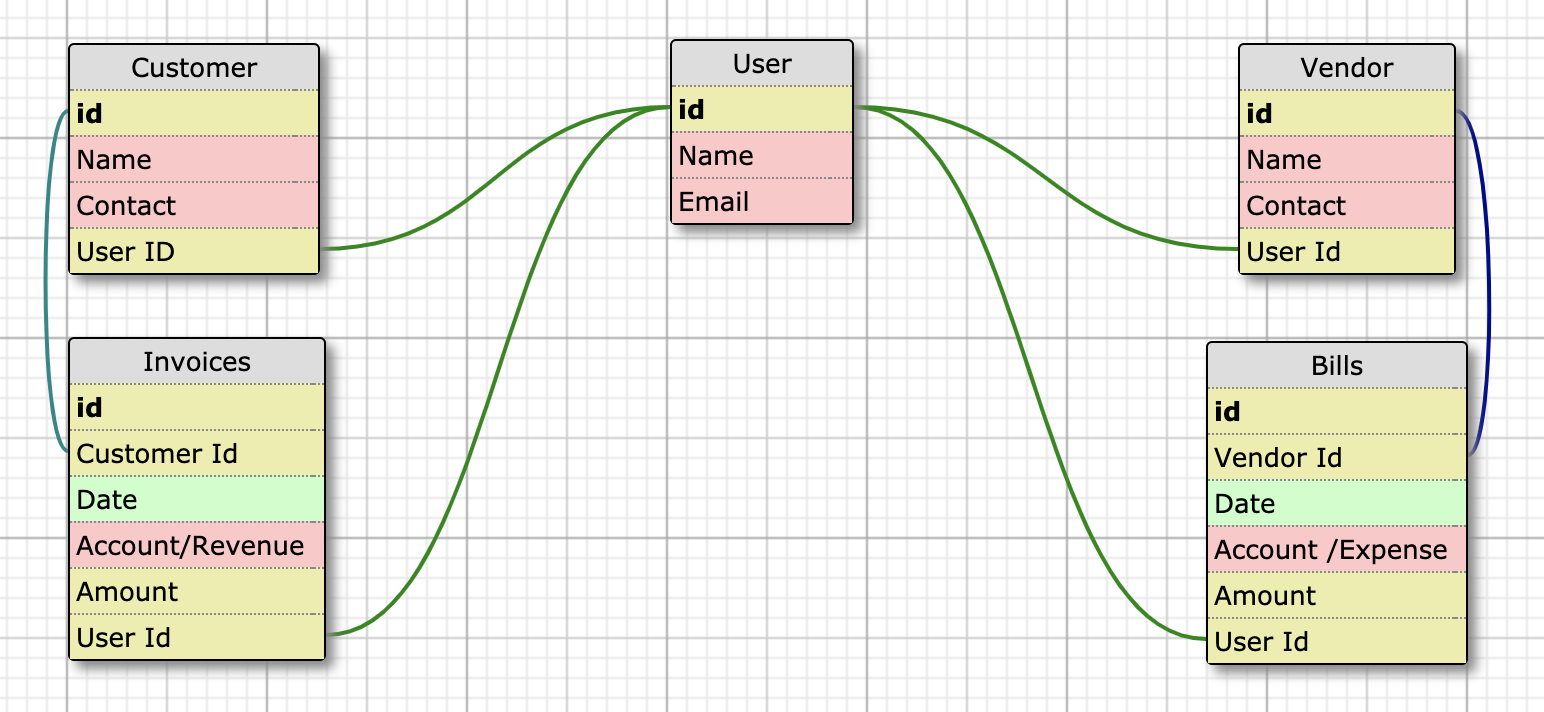 Customer
id
Name
Contact
User ID
Invoices
id
Customer Id
Date
Account/Revenue
Amount
User Id
User
id
Name
Email
Vendor
id
Name
Contact
User Id
Bills
id
Vendor Id
Date
Account /Expense
Amount
User Id